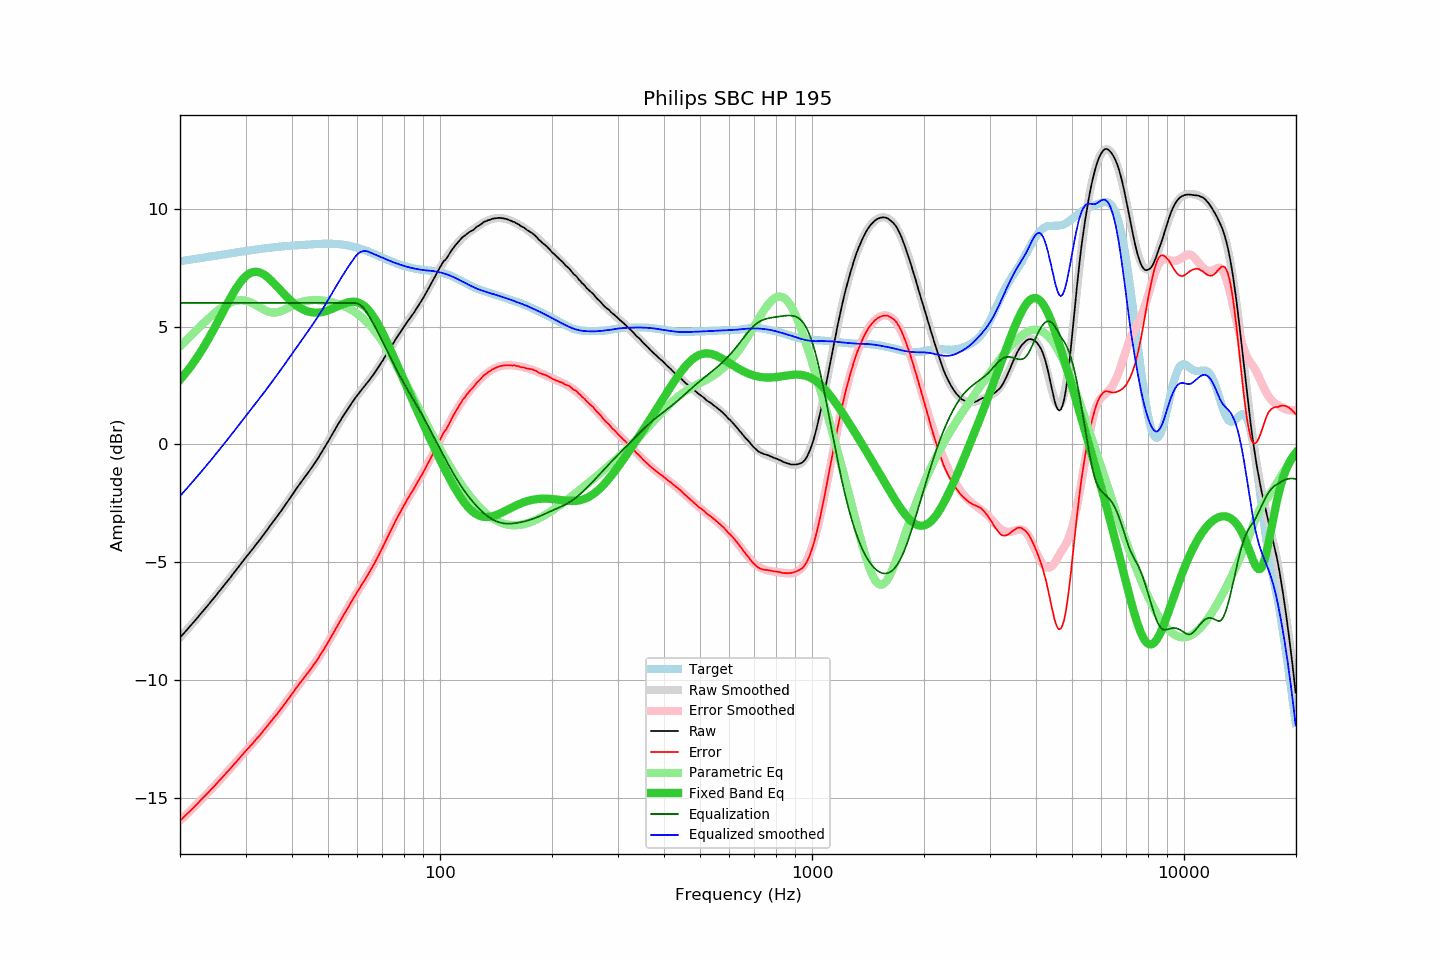 Philips SBC HP 195
Amplitude (dBr)
10
5
0
−5
−10
−15
Target
Raw Smoothed
Error Smoothed
Raw
Error
Parametric Eq
Fixed Band Eq
Equalization
Equalized smoothed
100
1000
10000
Frequency (Hz)